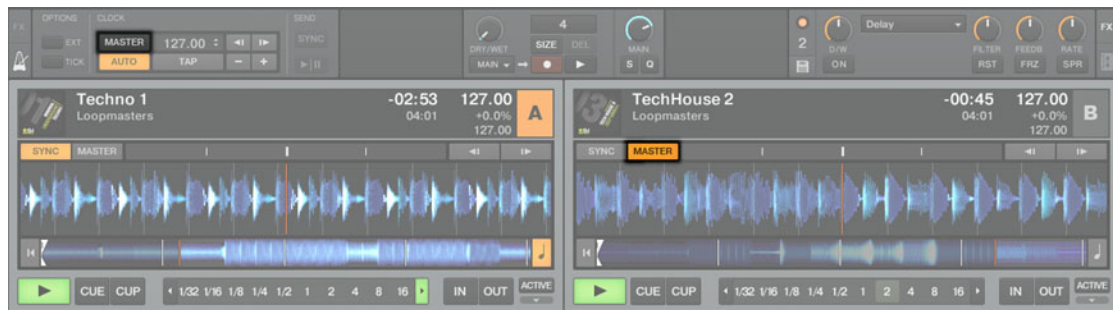 FX OPTIONS CLOCK SEND
EXT MASTER 127.00 SYNC
TICK AUTO TAP − +
DRY/WET 4 MAIN
SIZE DEL
MAIN S Q
2 D/W Delay FILTER FEEDB RATE FX
ON RST FRZ SPR
Techno 1 -02:53 127.00 A
Loopmasters 04:01 +0.0%
127.00
SYNC MASTER
CUE CUP 1/32 1/16 1/8 1/4 1/2 1 2 4 8 16 IN OUT ACTIVE
TechHouse 2 -00:45 127.00 B
Loopmasters 04:01 +0.0%
127.00
SYNC MASTER
CUE CUP 1/32 1/16 1/8 1/4 1/2 1 2 4 8 16 IN OUT ACTIVE